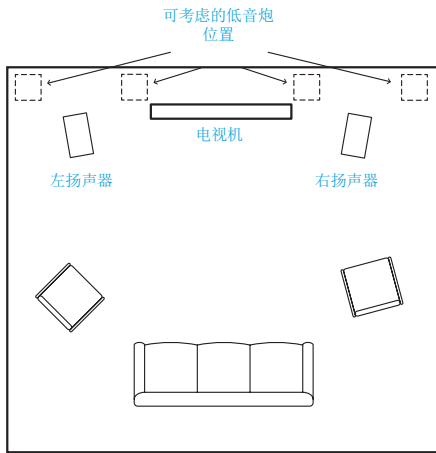 可考虑的低音炮
位置
电视机
左扬声器
右扬声器